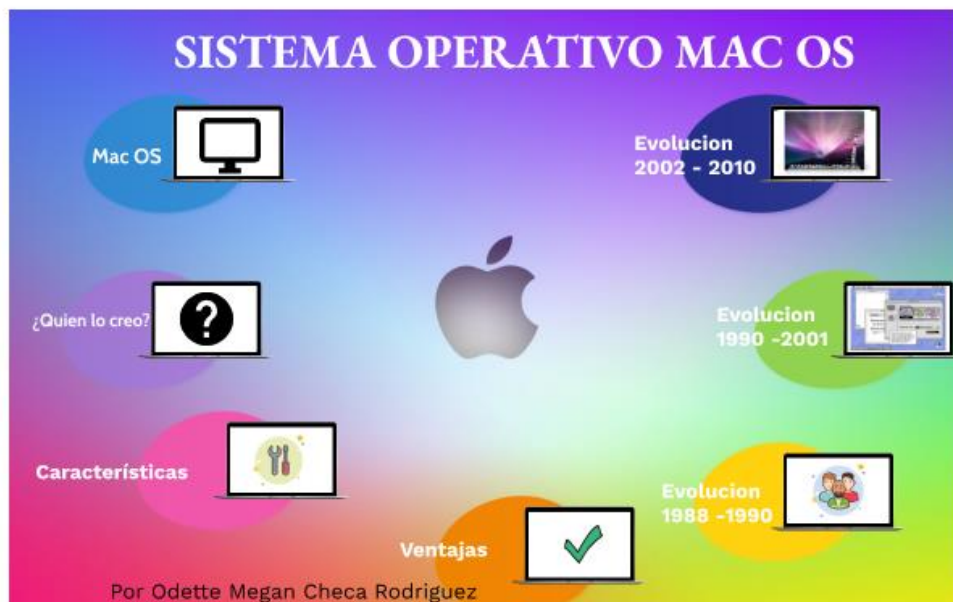 SISTEMA OPERATIVO MAC OS
Mac OS
¿Quien lo creo?
Características
Ventajas
Evolucion
1988 -1990
Evolucion
1990 -2001
Evolucion
2002 - 2010
Por Odette Megan Checa Rodriguez